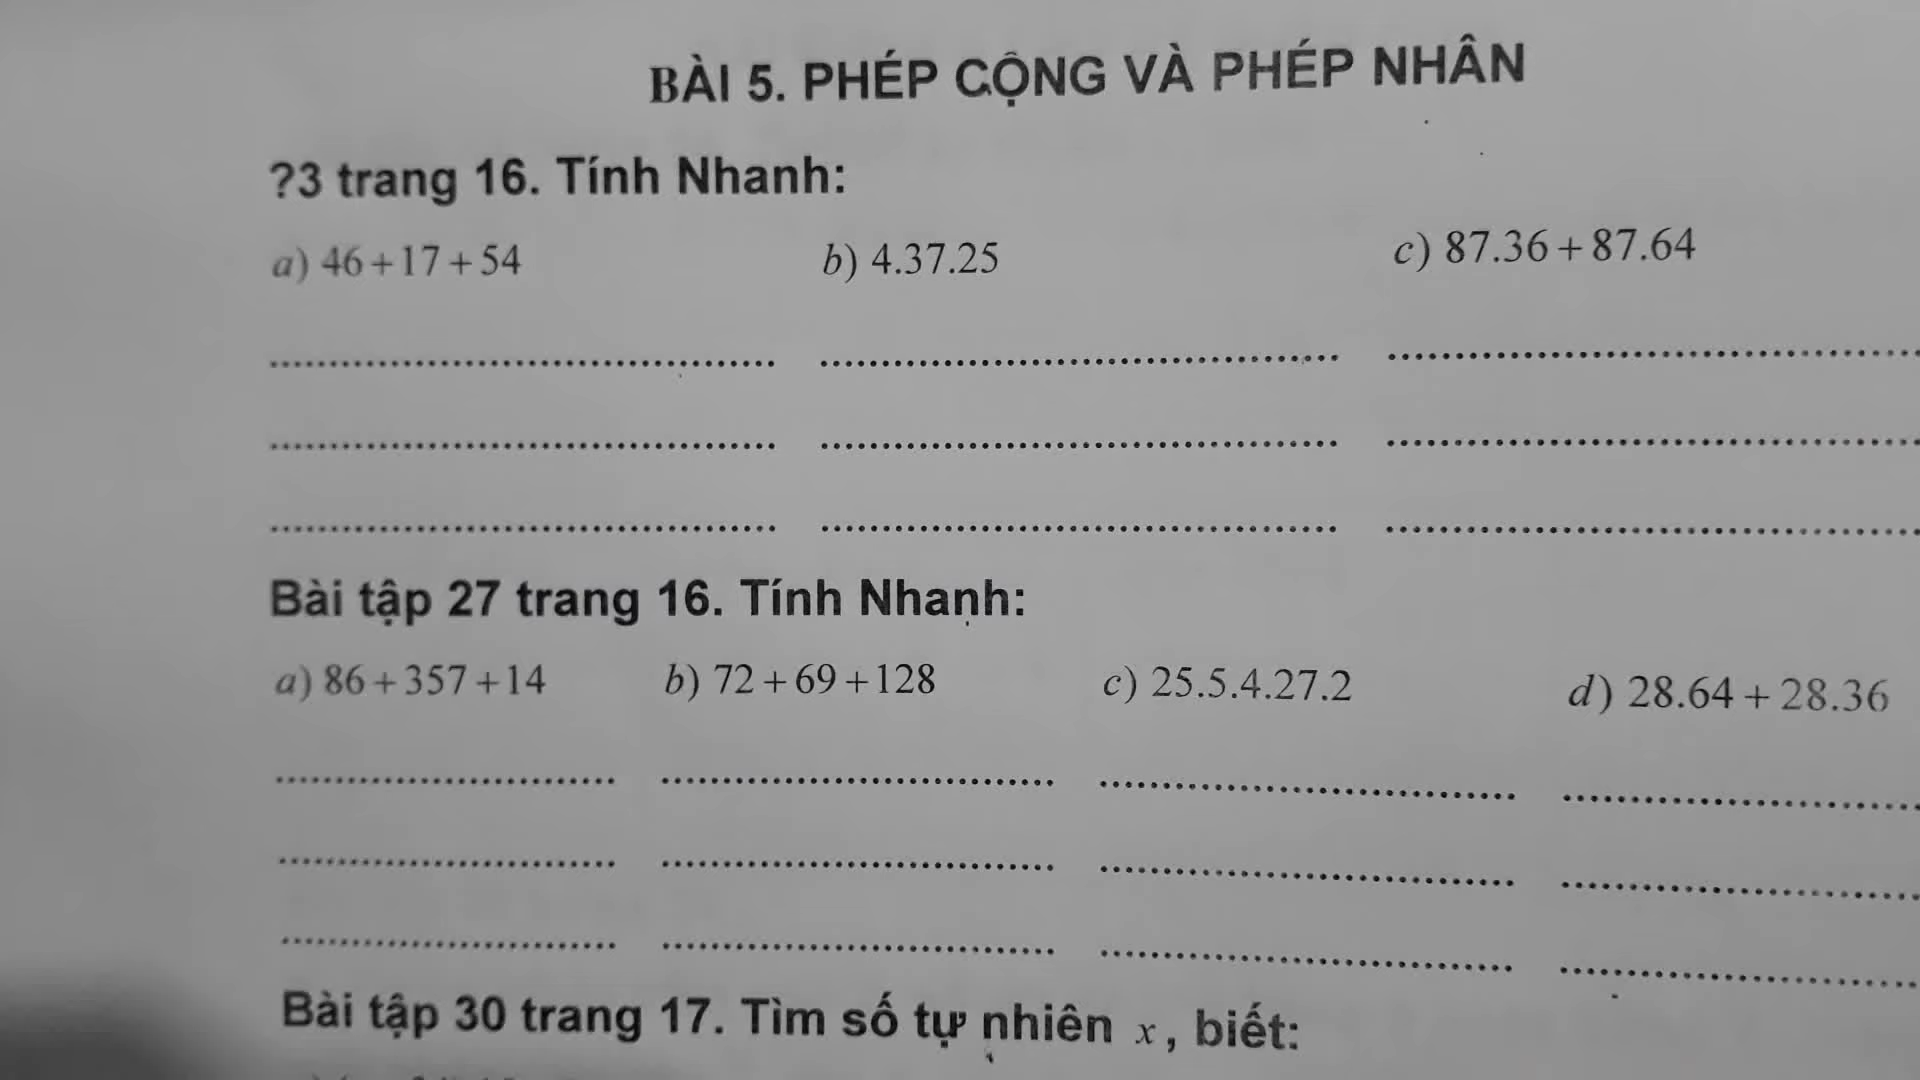 BÀI 5. PHÉP CỘNG VÀ PHÉP NHÂN
?3 trang 16. Tính Nhanh:
a) 46+17+54 b) 4.37.25 c) 87.36+87.64
Bài tập 27 trang 16. Tính Nhanh:
a) 86+357+14 b) 72+69+128 c) 25.5.4.27.2 d) 28.64+28.36
Bài tập 30 trang 17. Tìm số tự nhiên x, biết: